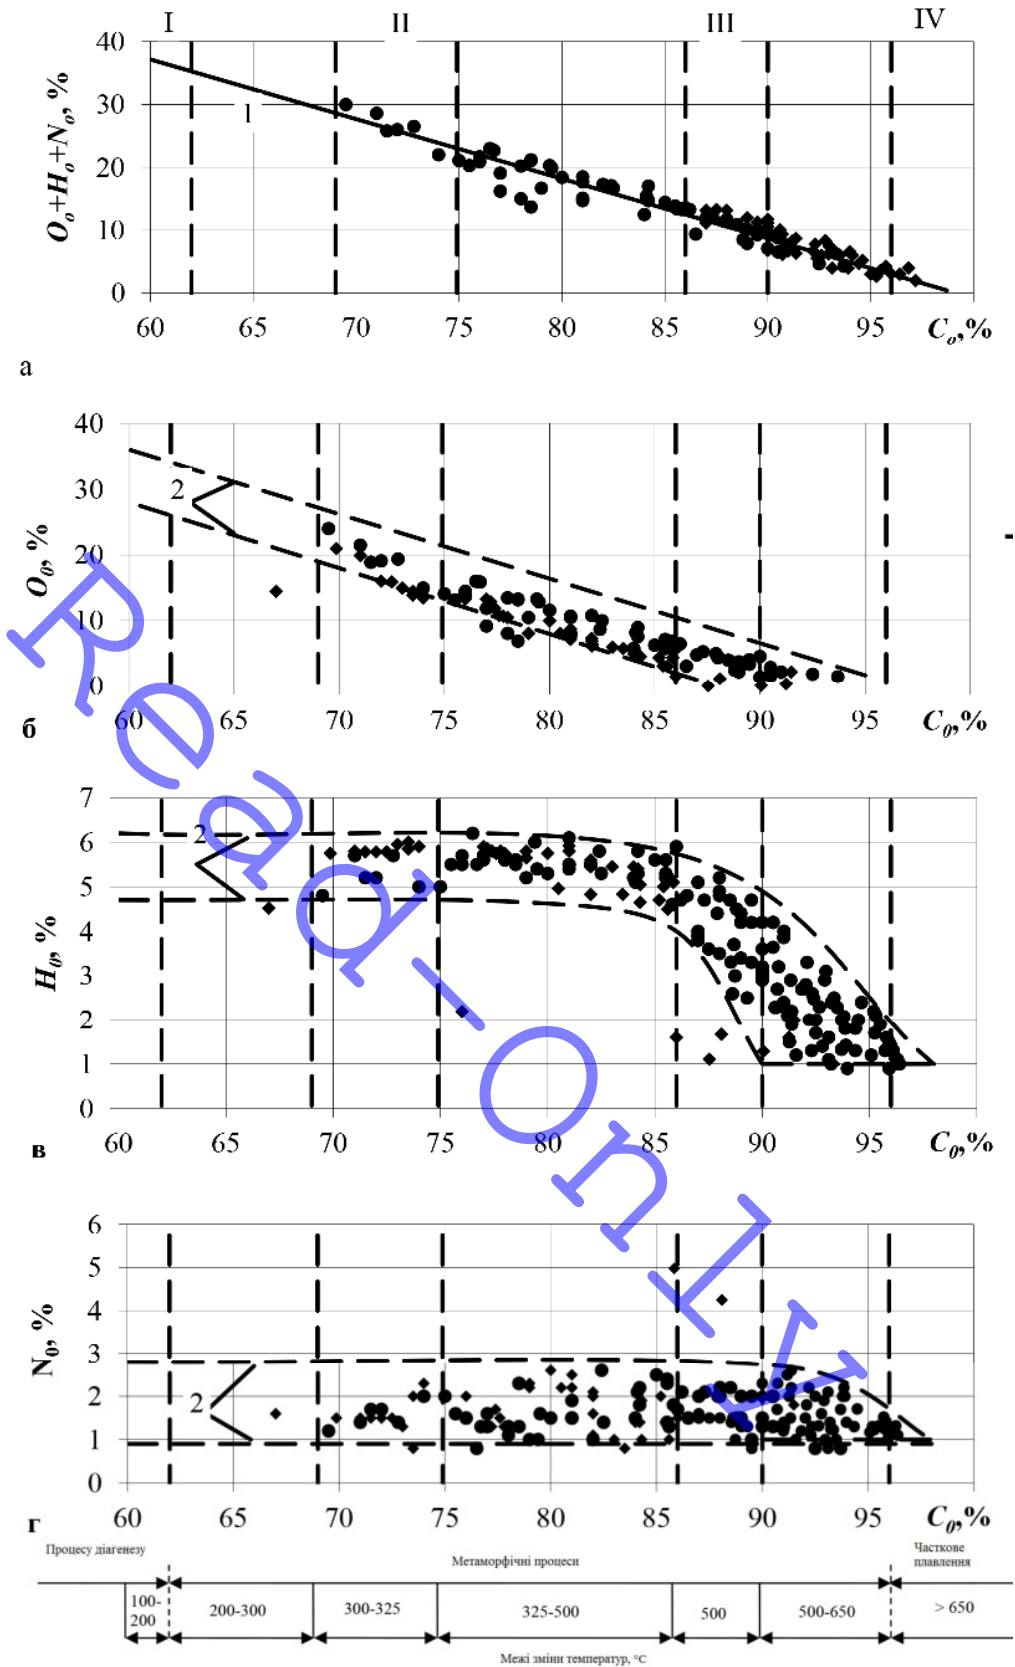 I II III IV
O₀+H₀+N₀, %
40
30
20
10
0
1
60 65 70 75 80 85 90 95 Cₒ,%
а
O₀, %
40
30
20
10
0
2
60 65 70 75 80 85 90 95 C₀,%
б
H₀, %
7
6
5
4
3
2
1
0
2
60 65 70 75 80 85 90 95 C₀,%
в
N₀, %
6
5
4
3
2
1
0
2
60 65 70 75 80 85 90 95 C₀,%
г
Процесу діагенезу Метаморфічні процеси Часткове
плавлення
100-
200 200-300 300-325 325-500 500 500-650 > 650
Межі зміни температур, °С
Read-only